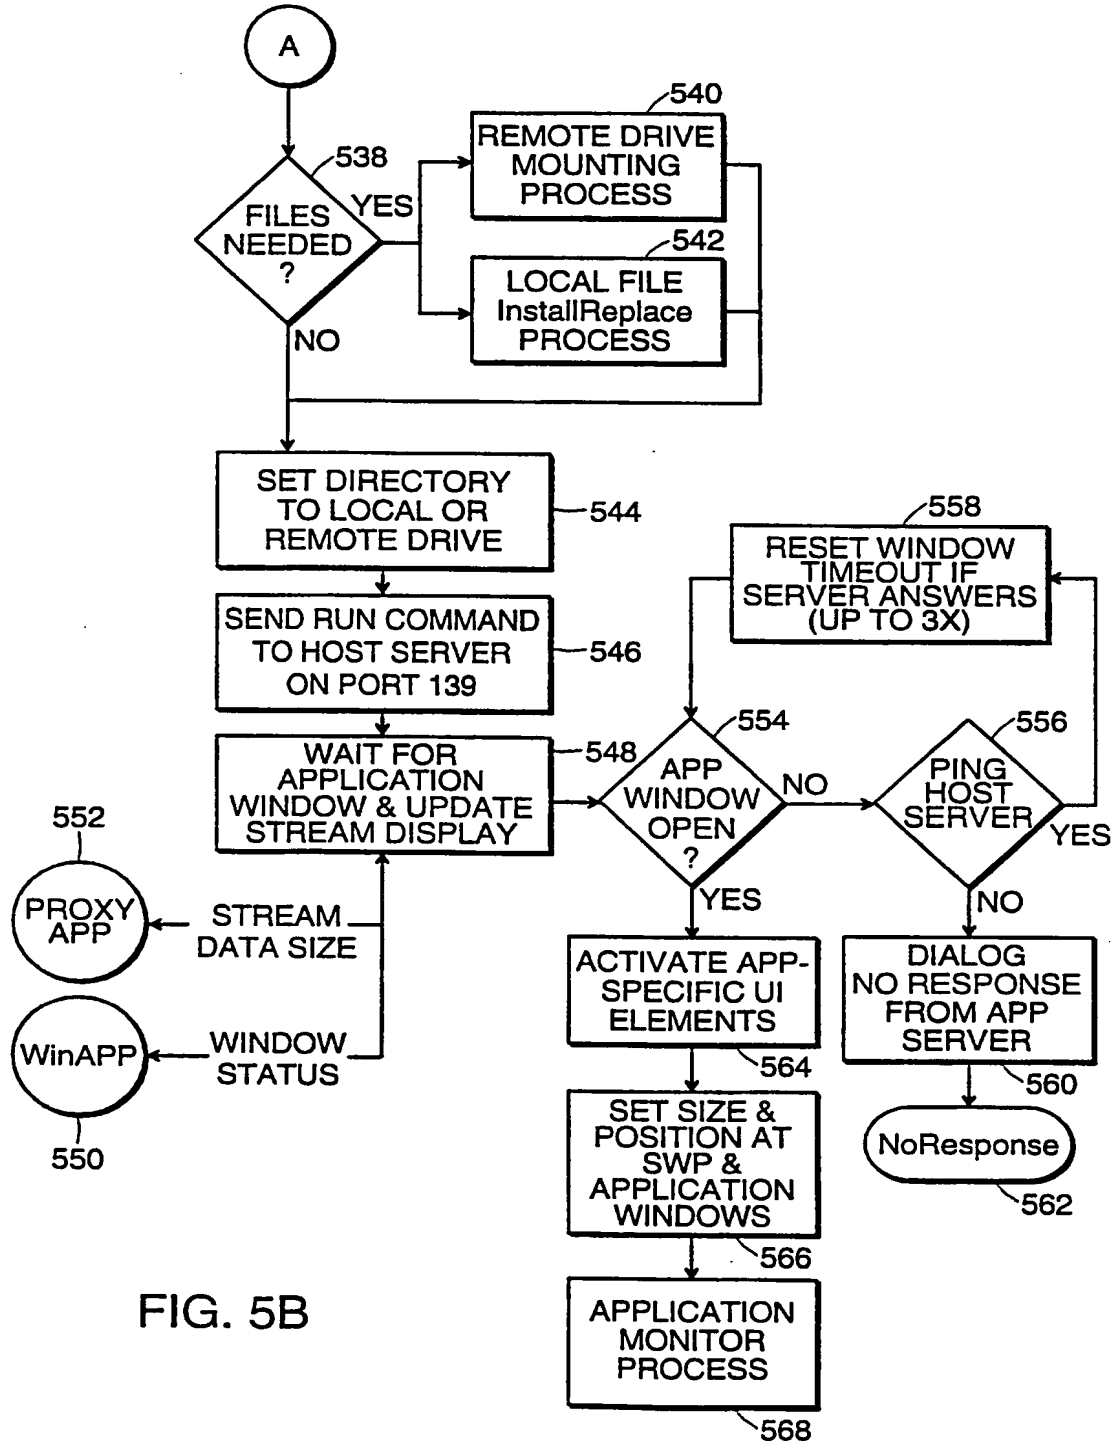 A
538
FILES
NEEDED
?
YES
NO
540
REMOTE DRIVE
MOUNTING
PROCESS
542
LOCAL FILE
InstallReplace
PROCESS
SET DIRECTORY
TO LOCAL OR
REMOTE DRIVE
544
SEND RUN COMMAND
TO HOST SERVER
ON PORT 139
546
WAIT FOR
APPLICATION
WINDOW & UPDATE
STREAM DISPLAY
548
552
PROXY
APP
STREAM
DATA SIZE
WinAPP
WINDOW
STATUS
550
558
RESET WINDOW
TIMEOUT IF
SERVER ANSWERS
(UP TO 3X)
554
APP
WINDOW
OPEN
?
NO
YES
556
PING
HOST
SERVER
YES
NO
ACTIVATE APP-
SPECIFIC UI
ELEMENTS
564
SET SIZE &
POSITION AT
SWP &
APPLICATION
WINDOWS
566
APPLICATION
MONITOR
PROCESS
568
DIALOG
NO RESPONSE
FROM APP
SERVER
560
NoResponse
562
FIG. 5B